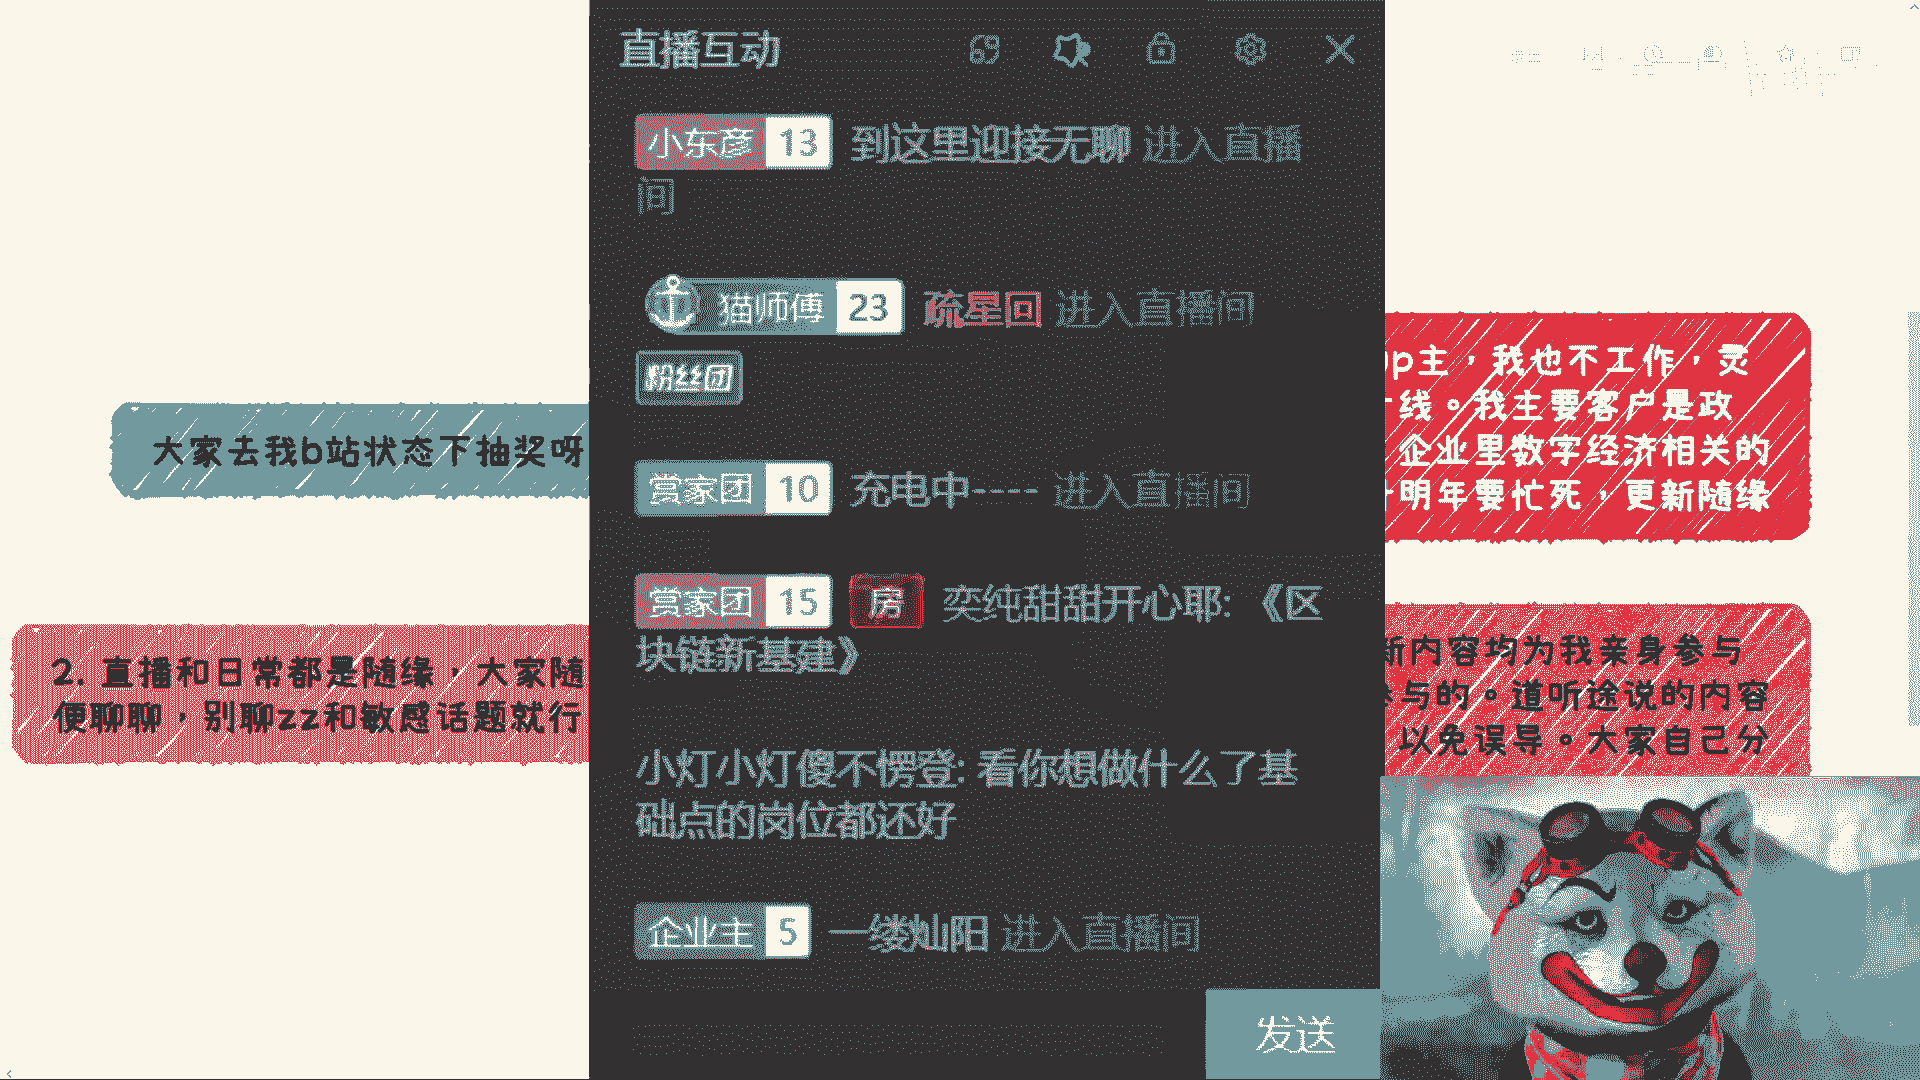 直播互动
小东彦 13 到这里迎接无聊 进入直播
间
猫师傅 23 疏星回 进入直播间
粉丝团
赏家团 10 充电中---- 进入直播间
赏家团 15 房 奕纯甜甜开心耶: 《区
块链新基建》
小灯小灯傻不愣登: 看你想做什么了基
础点的岗位都还好
企业主 5 一缕灿阳 进入直播间
发送
大家去我b站状态下抽奖呀
2. 直播和日常都是随缘，大家随
便聊聊，别聊zz和敏感话题就行
p主，我也不工作，灵
线。我主要客户是政
企业里数字经济相关的
明年要忙死，更新随缘
新内容均为我亲身参与
参与的。道听途说的内容
以免误导。大家自己分